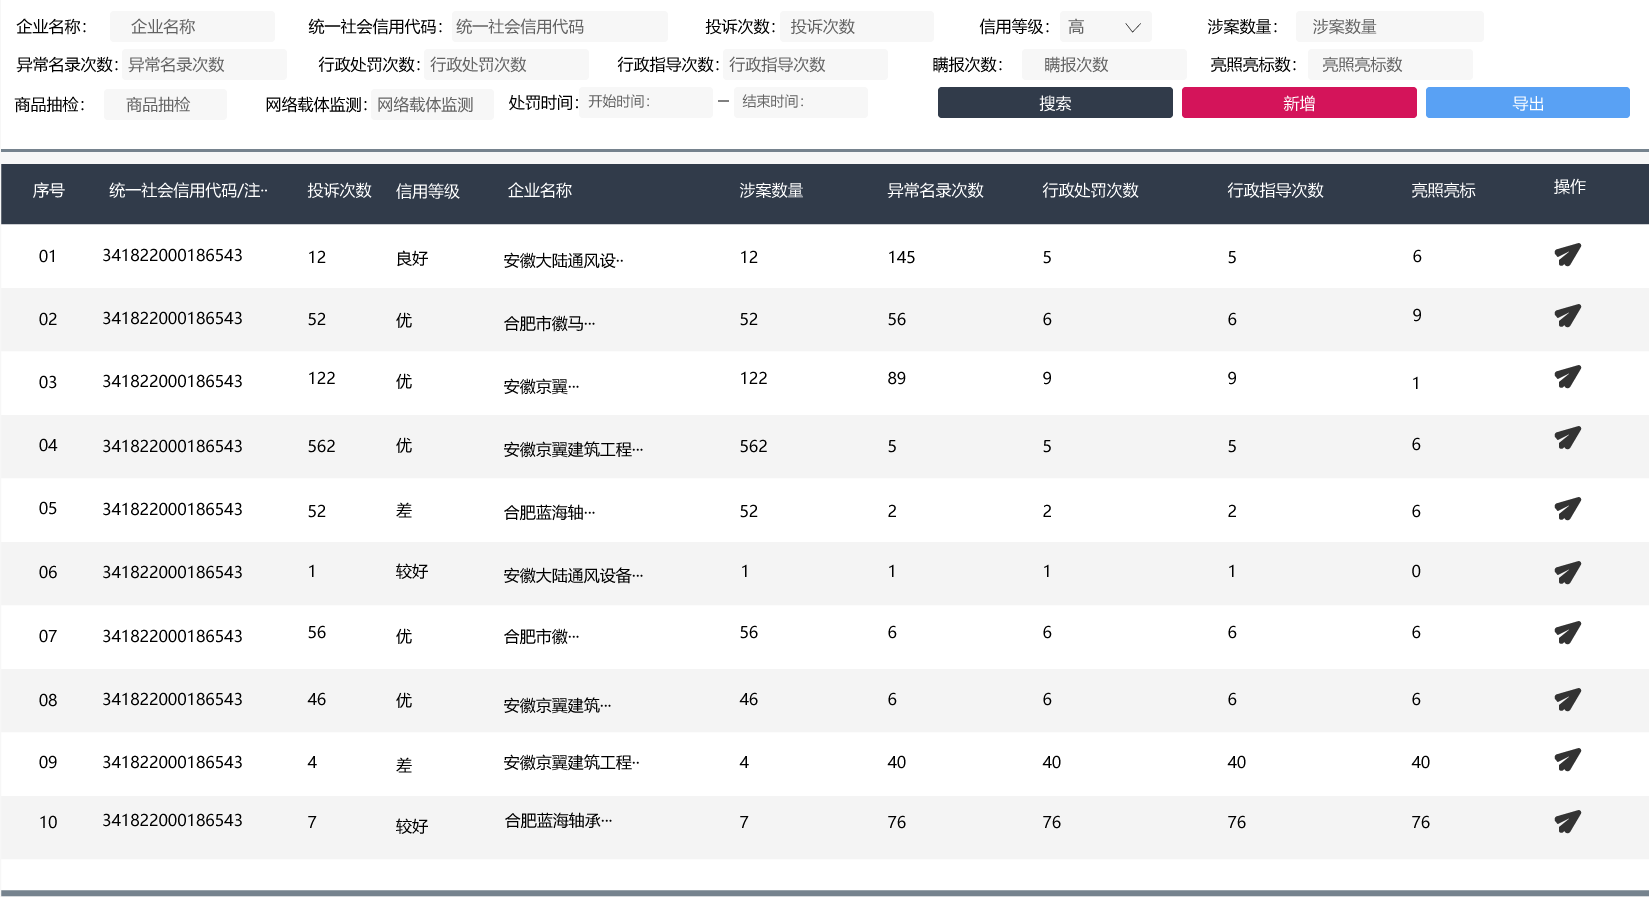 企业名称： 企业名称 统一社会信用代码： 统一社会信用代码 投诉次数： 投诉次数 信用等级： 高 涉案数量： 涉案数量
异常名录次数： 异常名录次数 行政处罚次数： 行政处罚次数 行政指导次数： 行政指导次数 瞒报次数： 瞒报次数 亮照亮标数： 亮照亮标数
商品抽检： 商品抽检 网络载体监测： 网络载体监测 处罚时间： 开始时间： — 结束时间： 搜索 新增 导出
序号 统一社会信用代码/注·· 投诉次数 信用等级 企业名称 涉案数量 异常名录次数 行政处罚次数 行政指导次数 亮照亮标 操作
01 341822000186543 12 良好 安徽大陆通风设·· 12 145 5 5 6
02 341822000186543 52 优 合肥市徽马··· 52 56 6 6 9
03 341822000186543 122 优 安徽京翼··· 122 89 9 9 1
04 341822000186543 562 优 安徽京翼建筑工程··· 562 5 5 5 6
05 341822000186543 52 差 合肥蓝海轴··· 52 2 2 2 6
06 341822000186543 1 较好 安徽大陆通风设备··· 1 1 1 1 0
07 341822000186543 56 优 合肥市徽··· 56 6 6 6 6
08 341822000186543 46 优 安徽京翼建筑··· 46 6 6 6 6
09 341822000186543 4 差 安徽京翼建筑工程·· 4 40 40 40 40
10 341822000186543 7 较好 合肥蓝海轴承··· 7 76 76 76 76